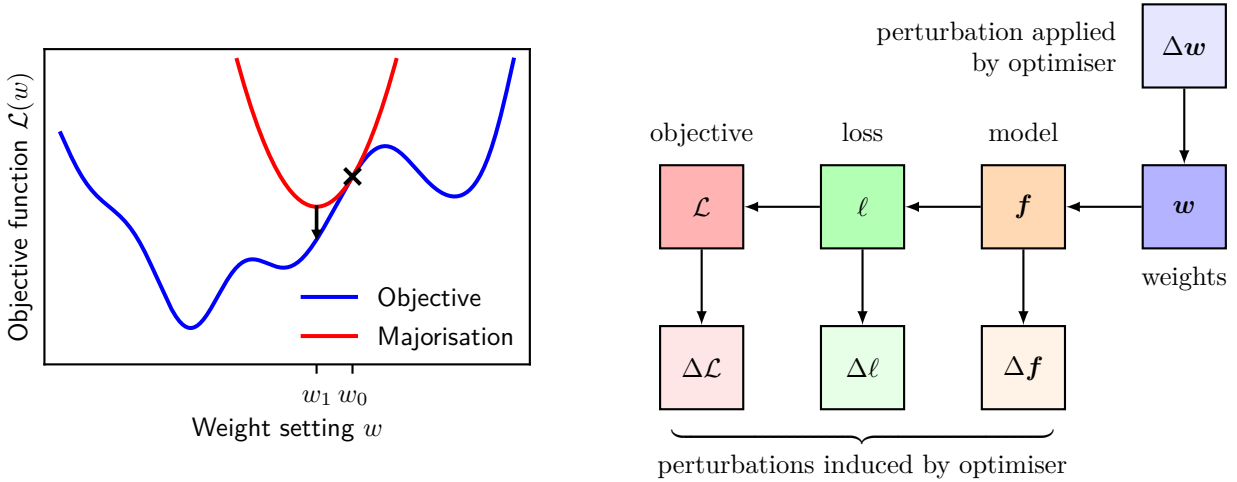 Objective function ℒ(w)
Objective
Majorisation
w₁ w₀
Weight setting w
perturbation applied
by optimiser
Δw
objective
loss
model
ℒ
ℓ
f
w
weights
Δℒ
Δℓ
Δf
perturbations induced by optimiser